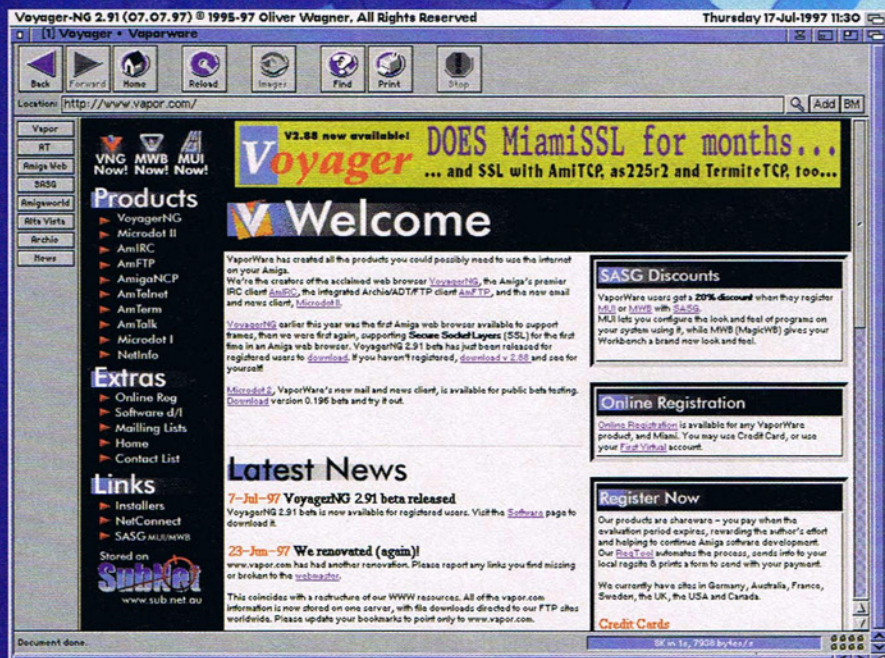 Voyager-NG 2.91 (07.07.97) © 1995-97 Oliver Wagner, All Rights Reserved
Thursday 17-Jul-1997 11:30
[1] Voyager • Vaporware
Back
Forward
Home
Reload
Images
Find
Print
Stop
Location: http://www.vapor.com/
Add BM
Vapor
AT
Amiga Web
SASG
Amigaworld
Alta Vista
Archie
News
VNG Now! MWB Now! MUI Now!
Products
VoyagerNG
Microdot II
AmIRC
AmFTP
AmigaNCP
AmTelnet
AmTerm
AmTalk
Microdot I
NetInfo
Extras
Online Reg
Software d/l
Mailling Lists
Home
Contact List
Links
Installers
NetConnect
SASG MUI/MWB
Stored on
SubNet
www.sub.net.au
V2.88 now available!
Voyager
DOES MiamiSSL for months...
... and SSL with AmiTCP, as225r2 and TermiteTCP, too...
Welcome
VaporWare has created all the products you could possibly need to use the internet
on your Amiga.
We're the creators of the acclaimed web browser VoyagerNG, the Amiga's premier
IRC client AmIRC, the integrated Archie/ADT/FTP client AmFTP, and the new email
and news client, Microdot II.
VoyagerNG earlier this year was the first Amiga web browser available to support
frames, then we were first again, supporting Secure Socket Layers (SSL) for the first
time in an Amiga web browser. VoyagerNG 2.91 beta has just been released for
registered users to download. If you haven't registered, download v 2.88 and see for
yourself!
Microdot 2, VaporWare's new mail and news client, is available for public beta testing.
Download version 0.196 beta and try it out.
Latest News
7-Jul-97 VoyagerNG 2.91 beta released
VoyagerNG 2.91 beta is now available for registered users. Visit the Software page to
download it.
23-Jun-97 We renovated (again)!
www.vapor.com has had another renovation. Please report any links you find missing
or broken to the webmaster.
This coincides with a restructure of our WWW resources. All of the vapor.com
information is now stored on one server, with file downloads directed to our FTP sites
worldwide. Please update your bookmarks to point only to www.vapor.com.
SASG Discounts
VaporWare users get a 20% discount when they register
MUI or MWB with SASG.
MUI lets you configure the look and feel of programs on
your system using it, while MWB (MagicWB) gives your
Workbench a brand new look and feel.
Online Registration
Online Registration is available for any VaporWare
product, and Miami. You may use Credit Card, or use
your First Virtual account.
Register Now
Our products are shareware - you pay when the
evaluation period expires, rewarding the author's effort
and helping to continue Amiga software development.
Our RegTool automates the process, sends info to your
local regsite & prints a form to send with your payment.
We currently have sites in Germany, Australia, France,
Sweden, the UK, the USA and Canada.
Credit Cards
Document done.
8K in 1s, 7938 bytes/s